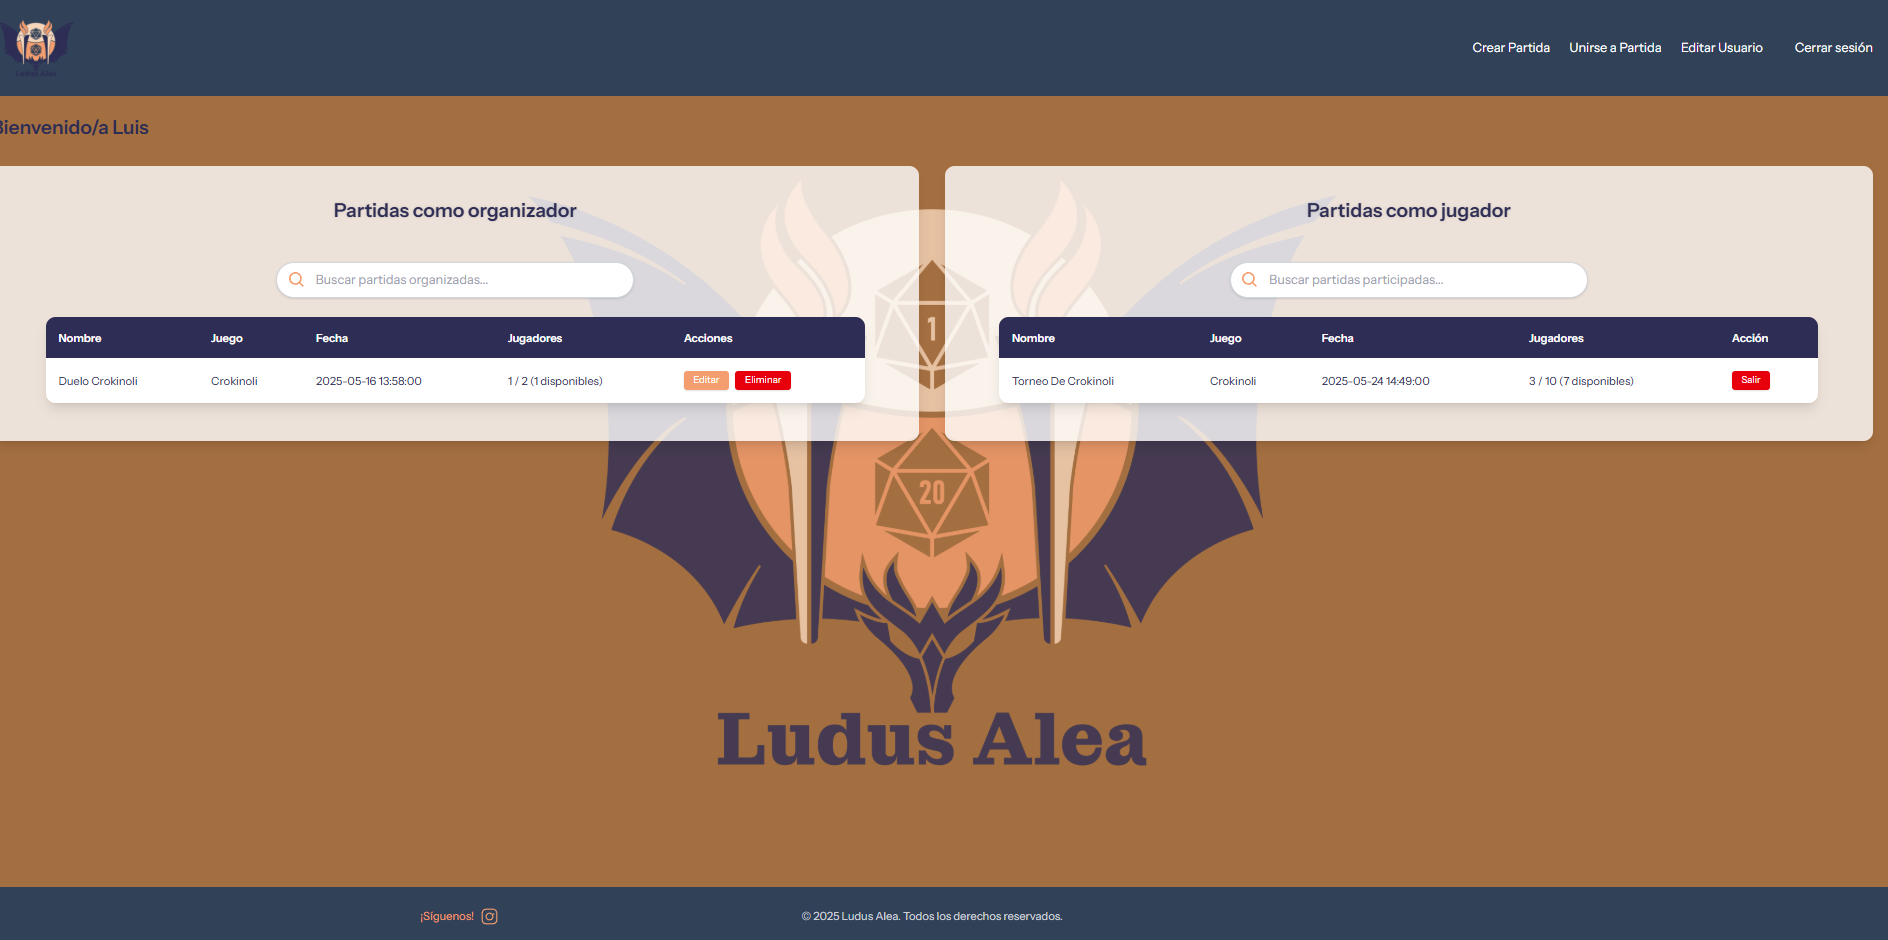 Ludus Alea
Crear Partida Unirse a Partida Editar Usuario Cerrar sesión
Bienvenido/a Luis
Partidas como organizador
Buscar partidas organizadas...
Nombre Juego Fecha Jugadores Acciones
Duelo Crokinoli Crokinoli 2025-05-16 13:58:00 1 / 2 (1 disponibles) Editar Eliminar
Partidas como jugador
Buscar partidas participadas...
Nombre Juego Fecha Jugadores Acción
Torneo De Crokinoli Crokinoli 2025-05-24 14:49:00 3 / 10 (7 disponibles) Salir
1
20
Ludus Alea
¡Síguenos! © 2025 Ludus Alea. Todos los derechos reservados.